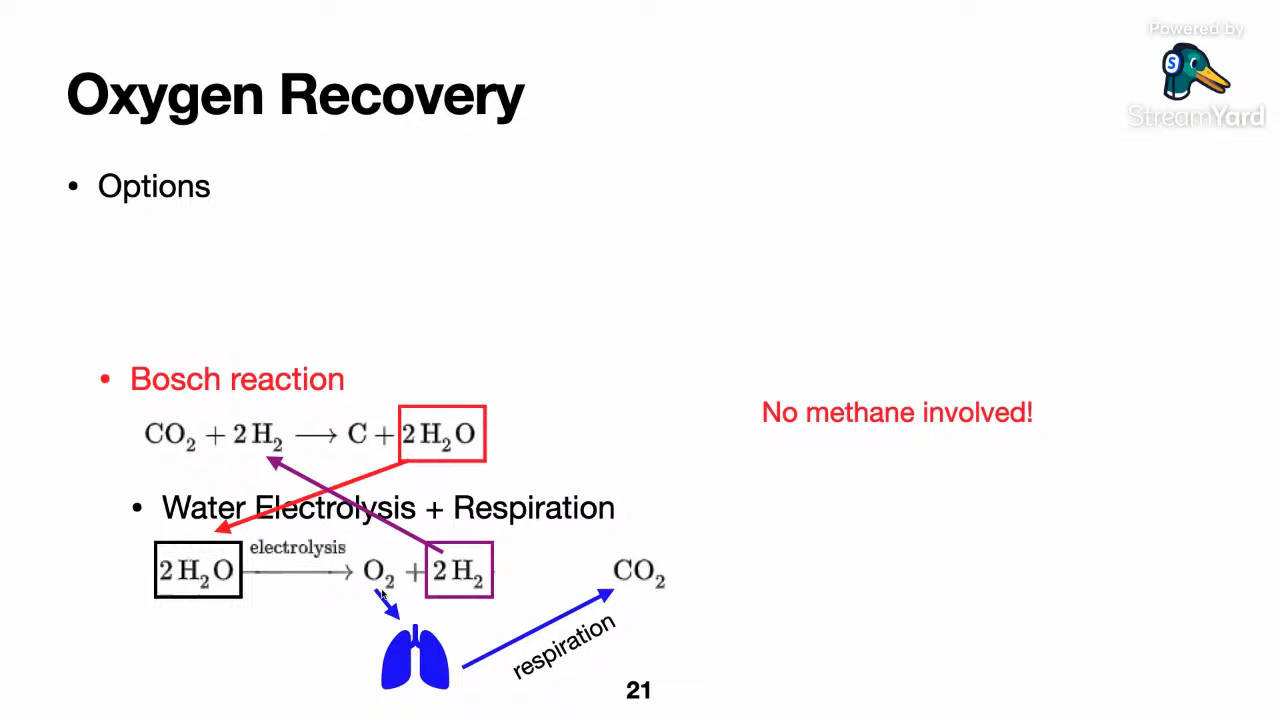 Powered by
S
StreamYard
Oxygen Recovery
• Options
• Bosch reaction
No methane involved!
CO₂ + 2 H₂ ⟶ C + 2 H₂O
• Water Electrolysis + Respiration
electrolysis
2 H₂O ⟶ O₂ + 2 H₂ CO₂
respiration
21